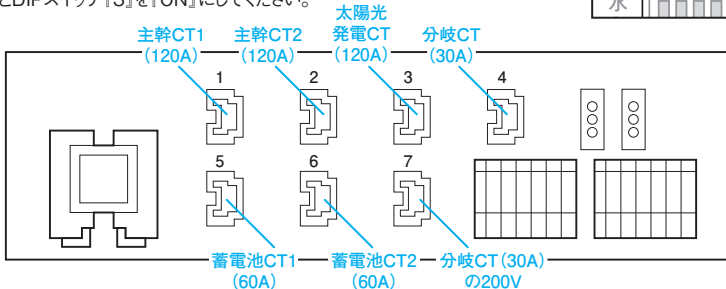 とDIPスイッチ『3』を『ON』にしてください。
水
主幹CT1
(120A)
主幹CT2
(120A)
太陽光
発電CT
(120A)
分岐CT
(30A)
1
2
3
4
5
6
7
蓄電池CT1
(60A)
蓄電池CT2
(60A)
分岐CT(30A)
の200V